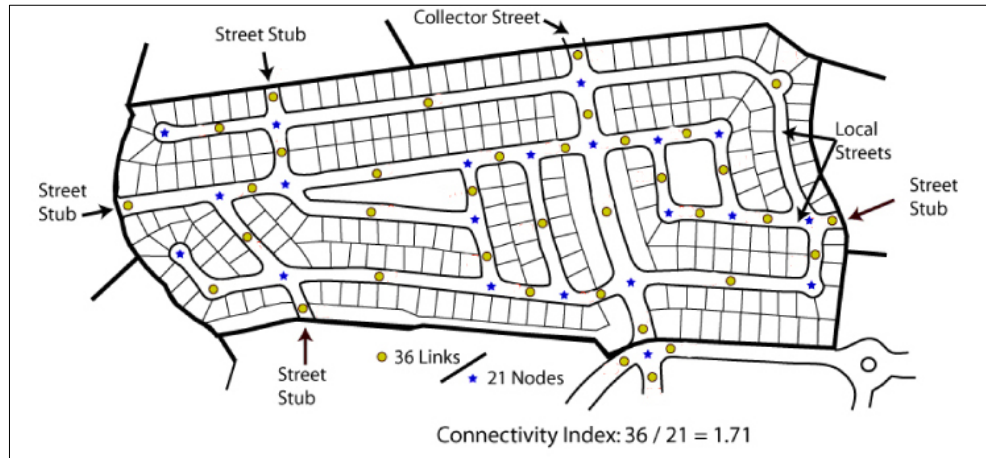 Collector Street
Street Stub
Local
Streets
Street
Stub
Street
Stub
Street
Stub
36 Links
21 Nodes
Connectivity Index: 36 / 21 = 1.71